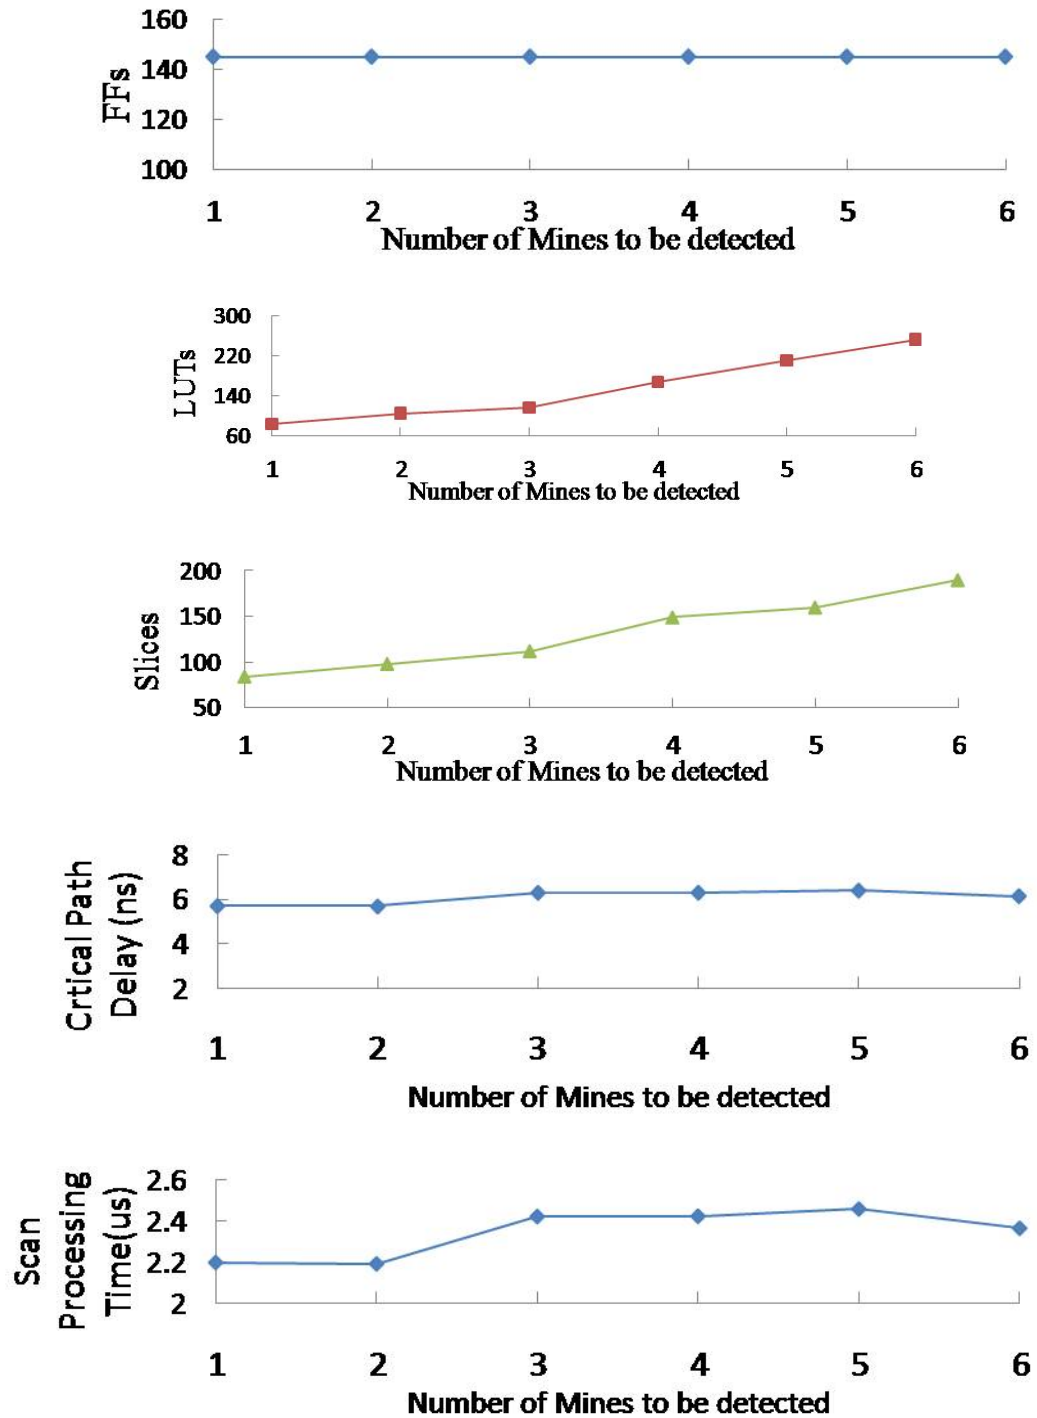 FFs
160
140
120
100
1 2 3 4 5 6
Number of Mines to be detected
LUTs
300
220
140
60
1 2 3 4 5 6
Number of Mines to be detected
Slices
200
150
100
50
1 2 3 4 5 6
Number of Mines to be detected
Crtical Path
Delay (ns)
8
6
4
2
1 2 3 4 5 6
Number of Mines to be detected
Scan
Processing
Time(us)
2.6
2.4
2.2
2
1 2 3 4 5 6
Number of Mines to be detected